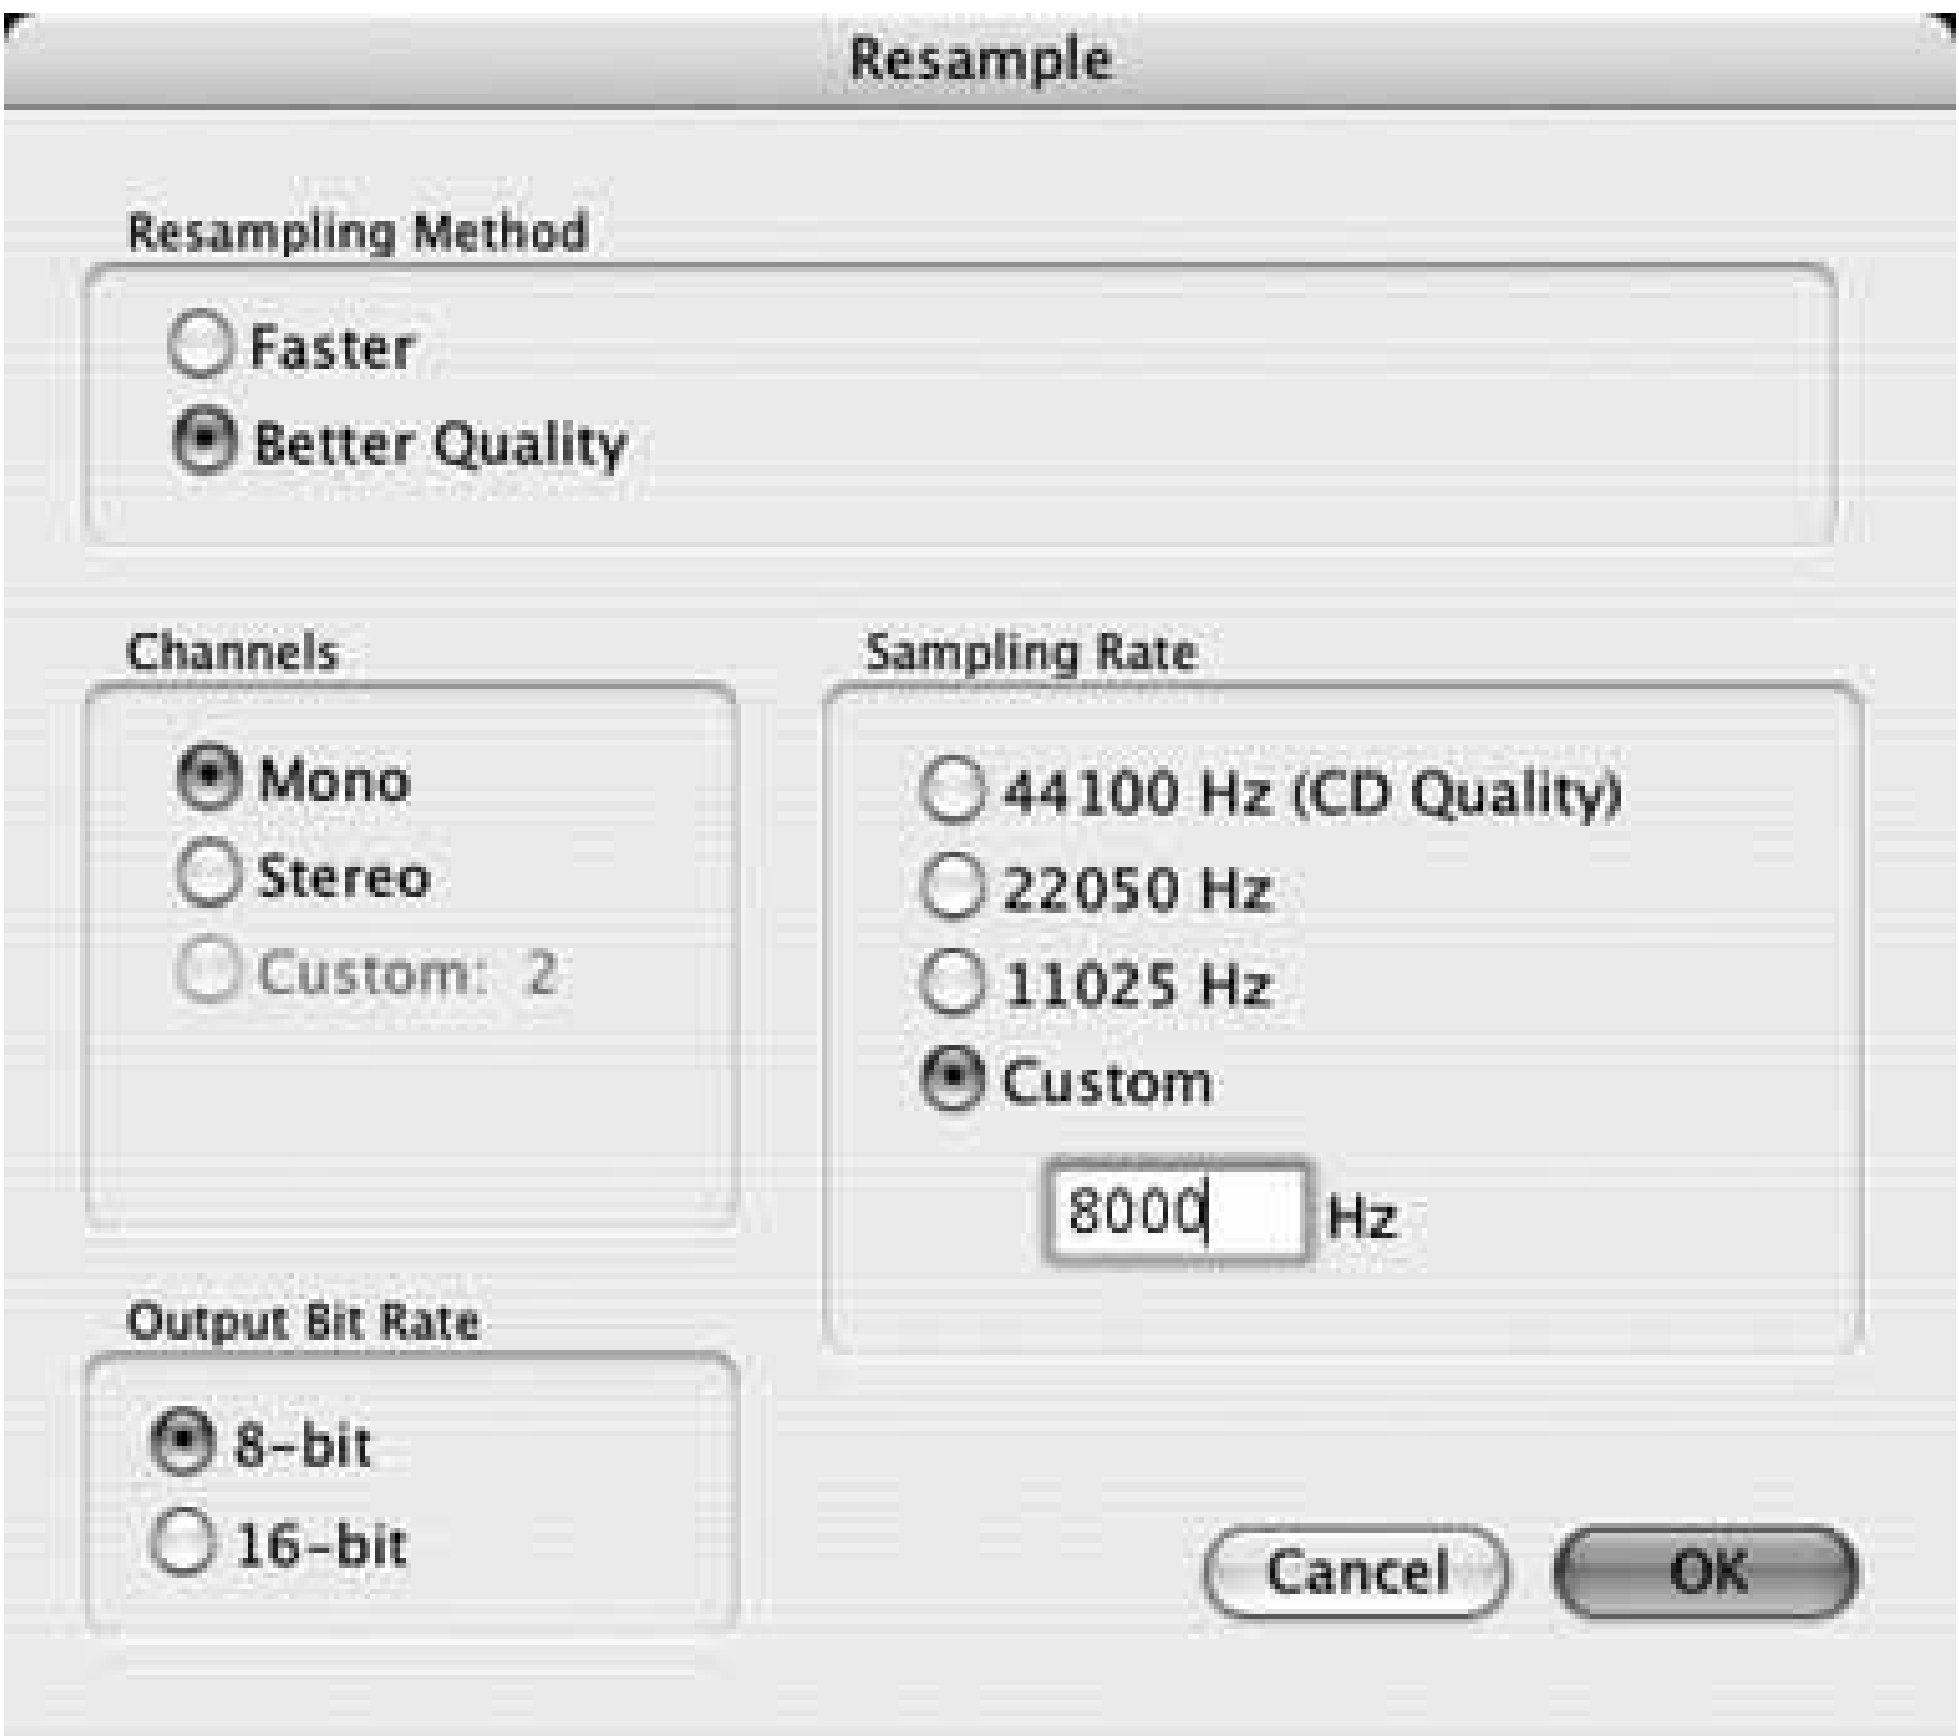 Resample
Resampling Method
Faster
Better Quality
Channels
Mono
Stereo
Custom: 2
Sampling Rate
44100 Hz (CD Quality)
22050 Hz
11025 Hz
Custom
8000 Hz
Output Bit Rate
8-bit
16-bit
Cancel
OK